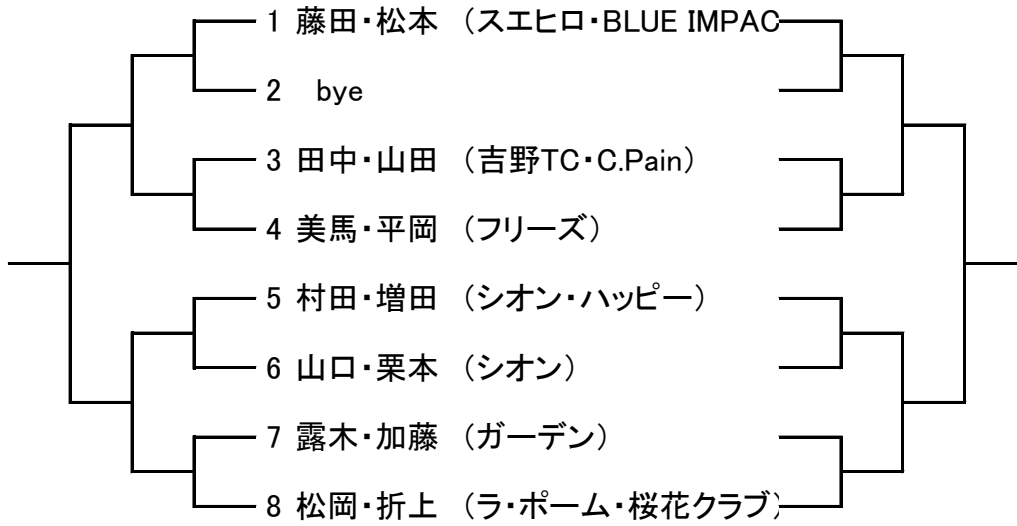 1 藤田・松本 （スエヒロ・BLUE IMPAC
2 bye
3 田中・山田 （吉野TC・C.Pain）
4 美馬・平岡 （フリーズ）
5 村田・増田 （シオン・ハッピー）
6 山口・栗本 （シオン）
7 露木・加藤 （ガーデン）
8 松岡・折上 （ラ・ポーム・桜花クラブ）